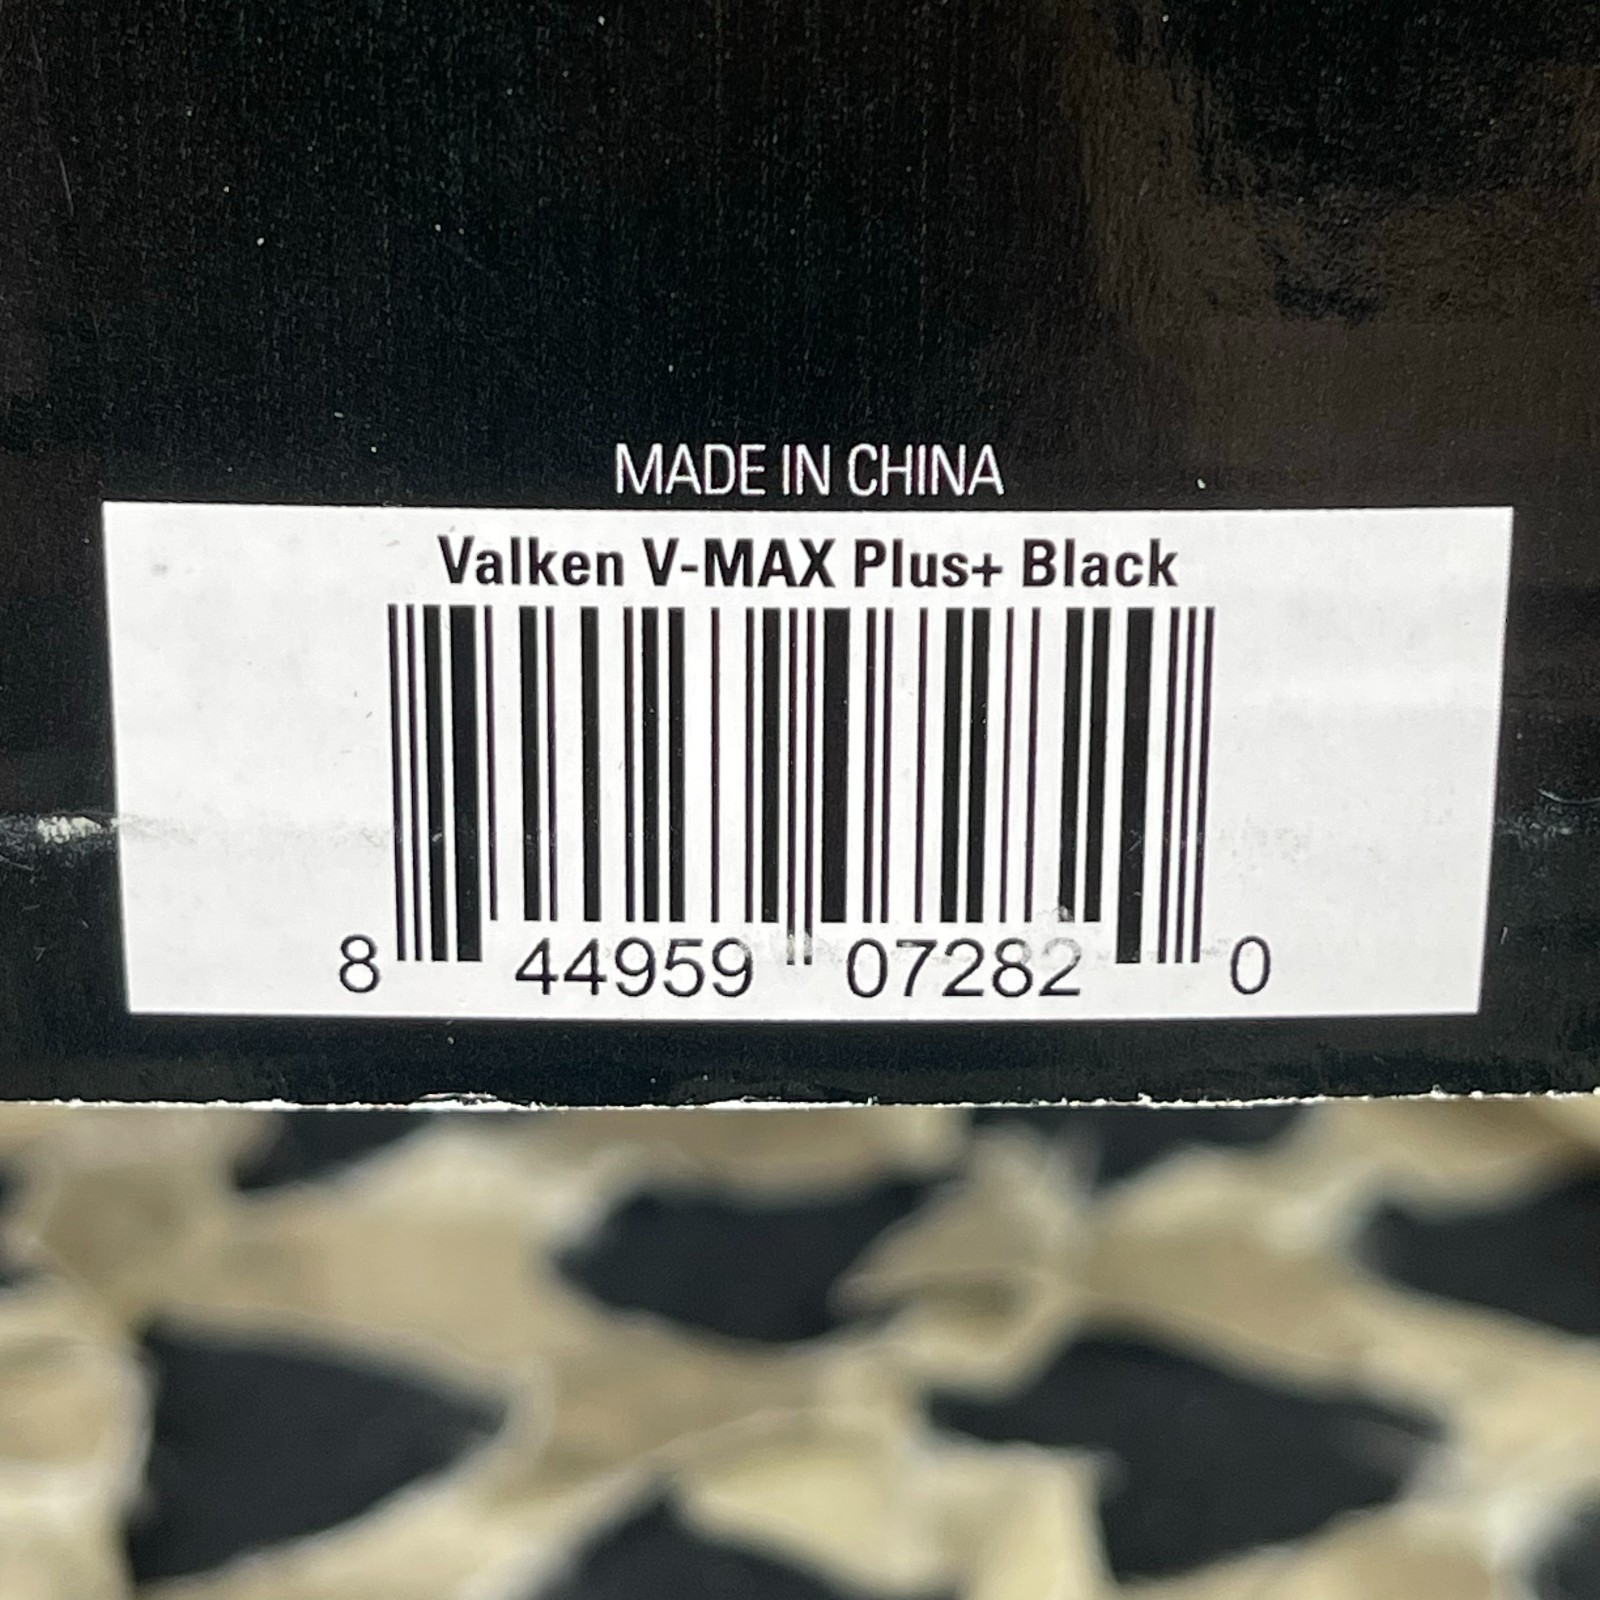 MADE IN CHINA
Valken V-MAX Plus+ Black
8 44959 07282 0